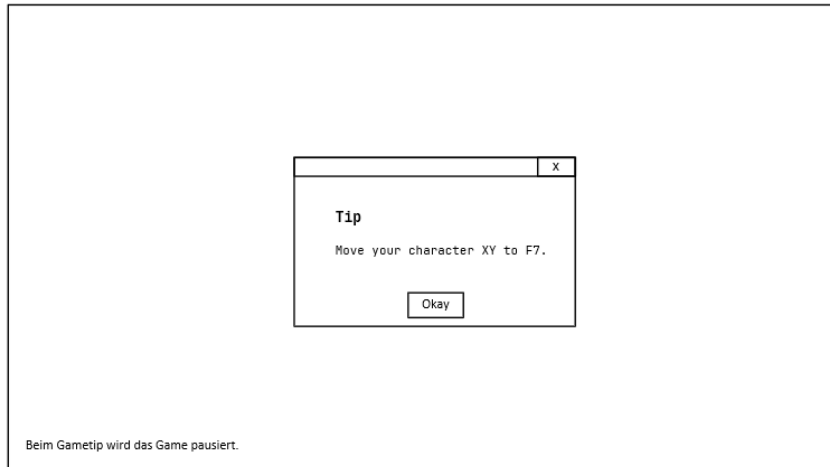 X
Tip
Move your character XY to F7.
Okay
Beim Gametip wird das Game pausiert.